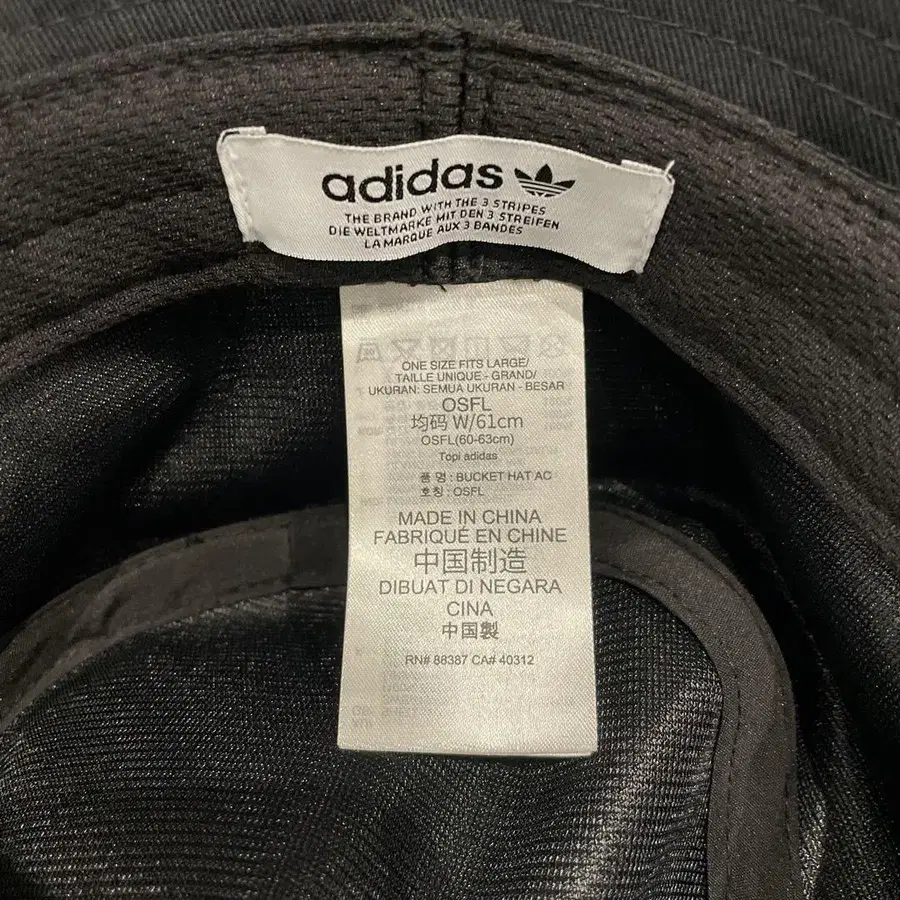 adidas
THE BRAND WITH THE 3 STRIPES
DIE WELTMARKE MIT DEN 3 STREIFEN
LA MARQUE AUX 3 BANDES
ONE SIZE FITS LARGE/
TAILLE UNIQUE - GRAND/
UKURAN: SEMUA UKURAN - BESAR
OSFL
均码 W/61cm
OSFL(60-63cm)
Topi adidas
품 명 : BUCKET HAT AC
호칭 : OSFL
MADE IN CHINA
FABRIQUÉ EN CHINE
中国制造
DIBUAT DI NEGARA
CINA
中国製
RN# 88387 CA# 40312